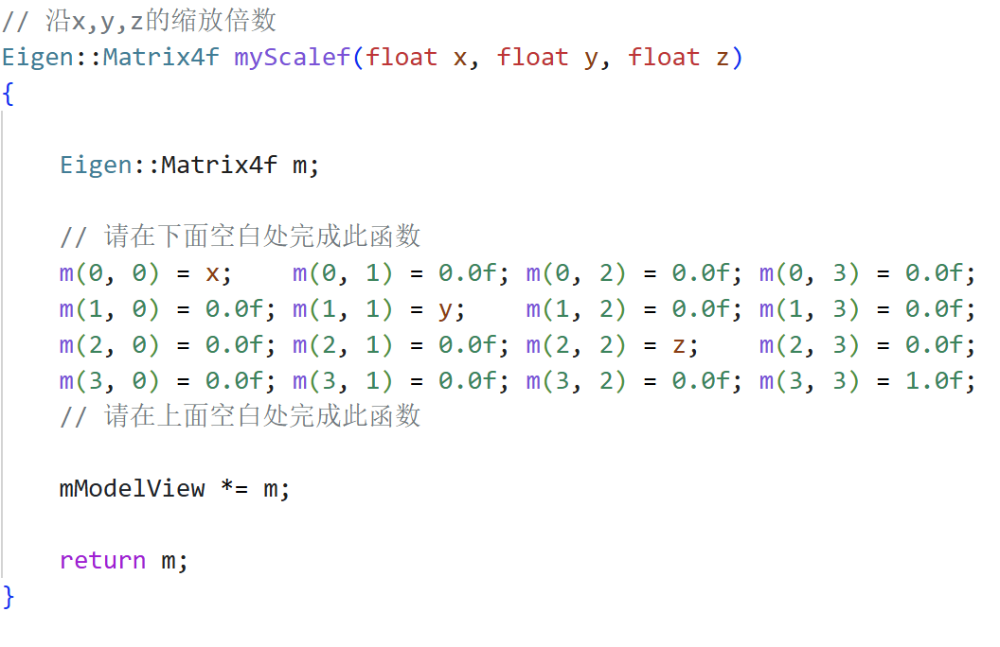 // 沿x,y,z的缩放倍数
Eigen::Matrix4f myScalef(float x, float y, float z)
{
Eigen::Matrix4f m;
// 请在下面空白处完成此函数
m(0, 0) = x;    m(0, 1) = 0.0f; m(0, 2) = 0.0f; m(0, 3) = 0.0f;
m(1, 0) = 0.0f; m(1, 1) = y;    m(1, 2) = 0.0f; m(1, 3) = 0.0f;
m(2, 0) = 0.0f; m(2, 1) = 0.0f; m(2, 2) = z;    m(2, 3) = 0.0f;
m(3, 0) = 0.0f; m(3, 1) = 0.0f; m(3, 2) = 0.0f; m(3, 3) = 1.0f;
// 请在上面空白处完成此函数
mModelView *= m;
return m;
}